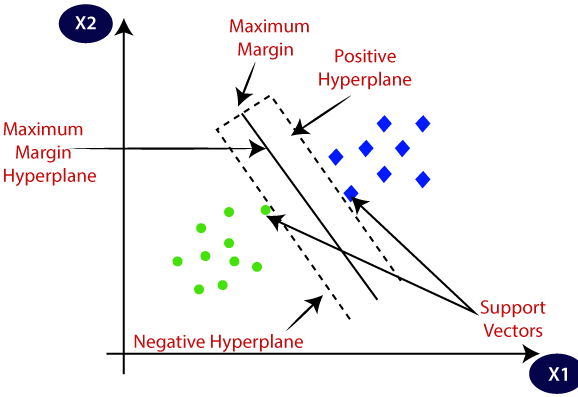 X2
Maximum
Margin
Positive
Hyperplane
Maximum
Margin
Hyperplane
Support
Vectors
Negative Hyperplane
X1